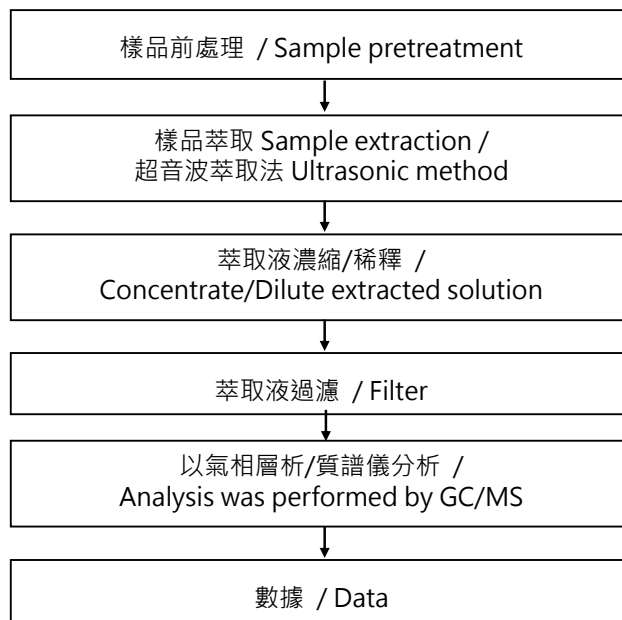 樣品前處理 / Sample pretreatment
樣品萃取 Sample extraction /
超音波萃取法 Ultrasonic method
萃取液濃縮/稀釋 /
Concentrate/Dilute extracted solution
萃取液過濾 / Filter
以氣相層析/質譜儀分析 /
Analysis was performed by GC/MS
數據 / Data